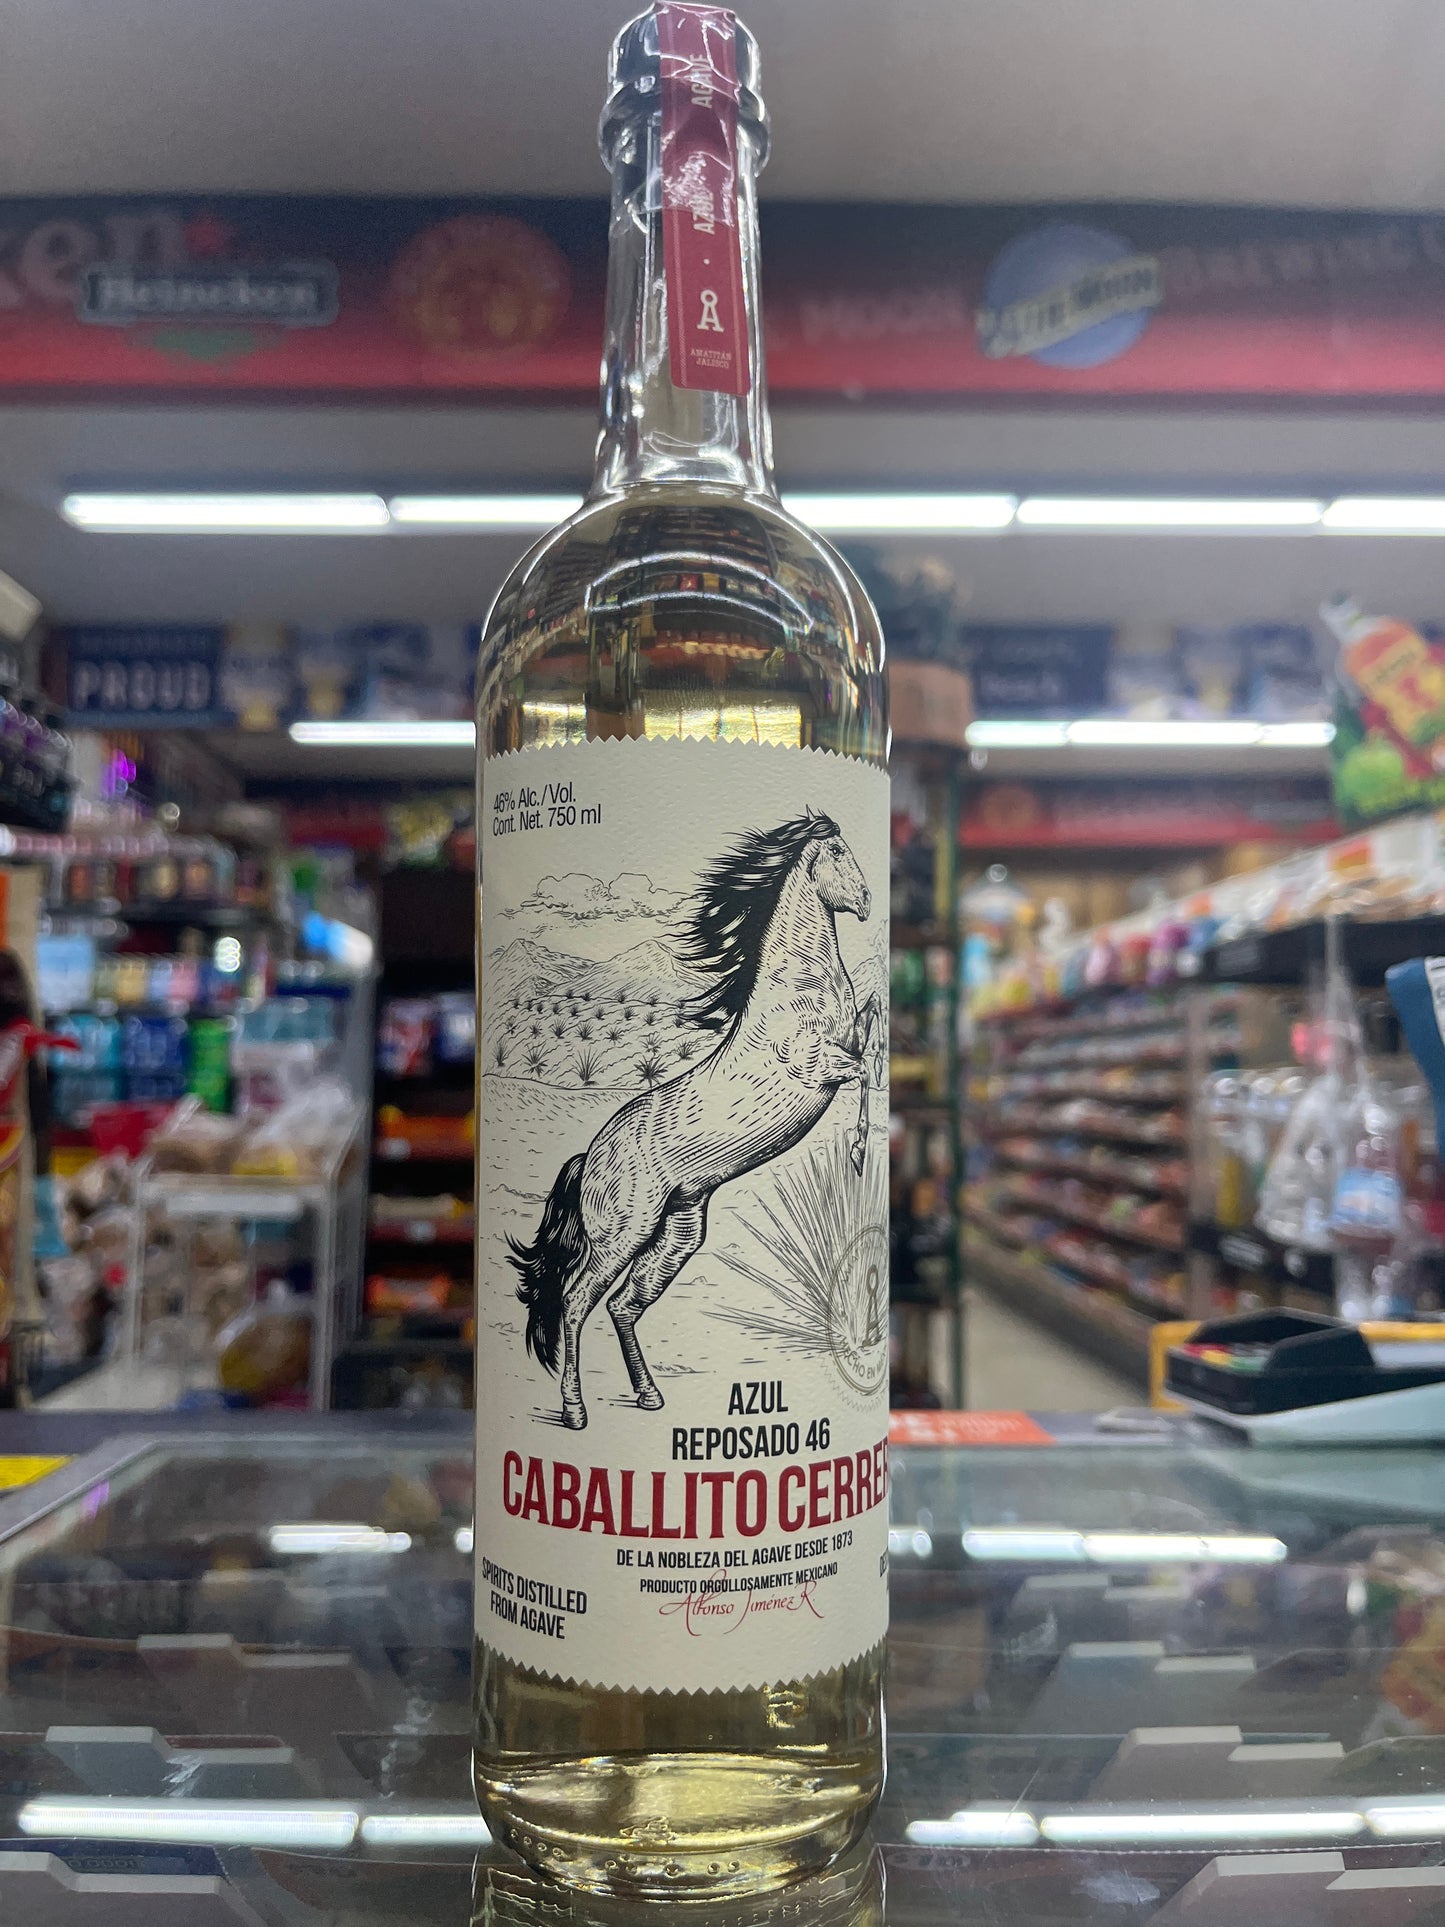 AGAVE
AZUL
AMATITÁN
JALISCO
Heineken
PROUD
46% Alc./Vol.
Cont. Net. 750 ml
AZUL
REPOSADO 46
CABALLITO CERRER
DE LA NOBLEZA DEL AGAVE DESDE 1873
PRODUCTO ORGULLOSAMENTE MEXICANO
Alfonso Jiménez R.
SPIRITS DISTILLED
FROM AGAVE